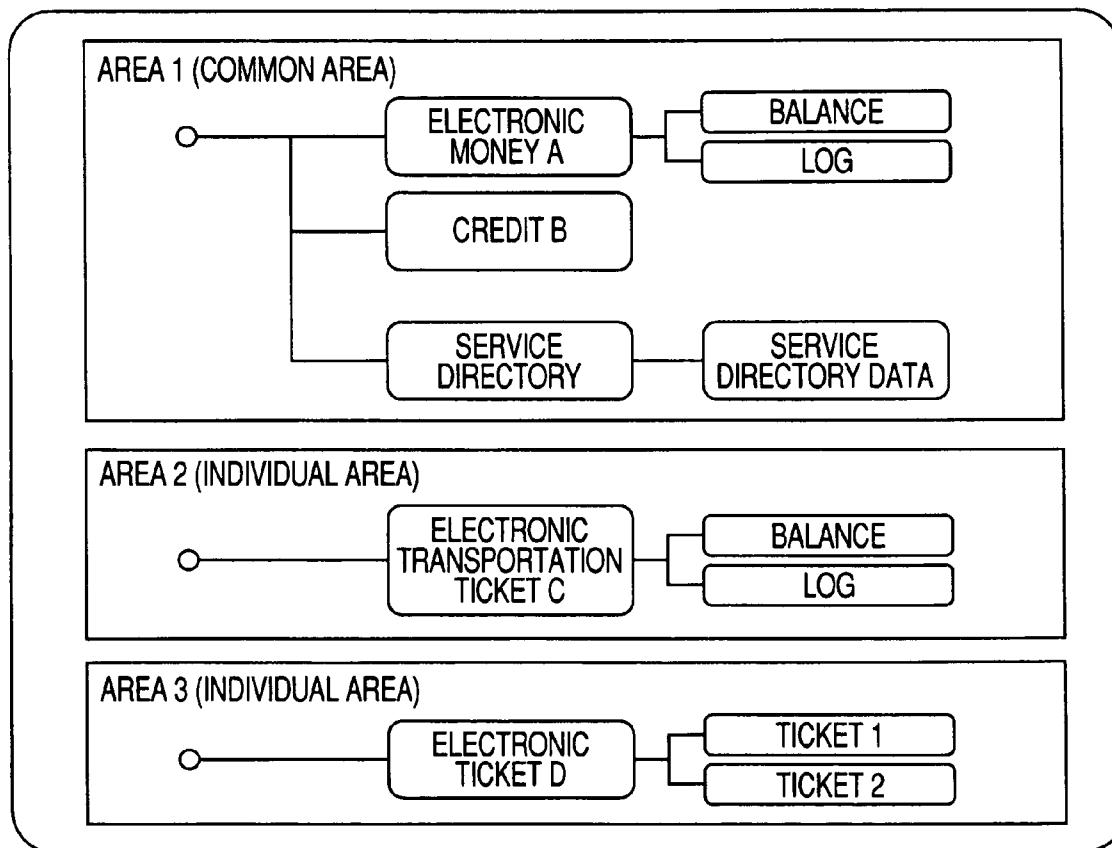 AREA 1 (COMMON AREA)
ELECTRONIC
MONEY A
BALANCE
LOG
CREDIT B
SERVICE
DIRECTORY
SERVICE
DIRECTORY DATA
AREA 2 (INDIVIDUAL AREA)
ELECTRONIC
TRANSPORTATION
TICKET C
BALANCE
LOG
AREA 3 (INDIVIDUAL AREA)
ELECTRONIC
TICKET D
TICKET 1
TICKET 2